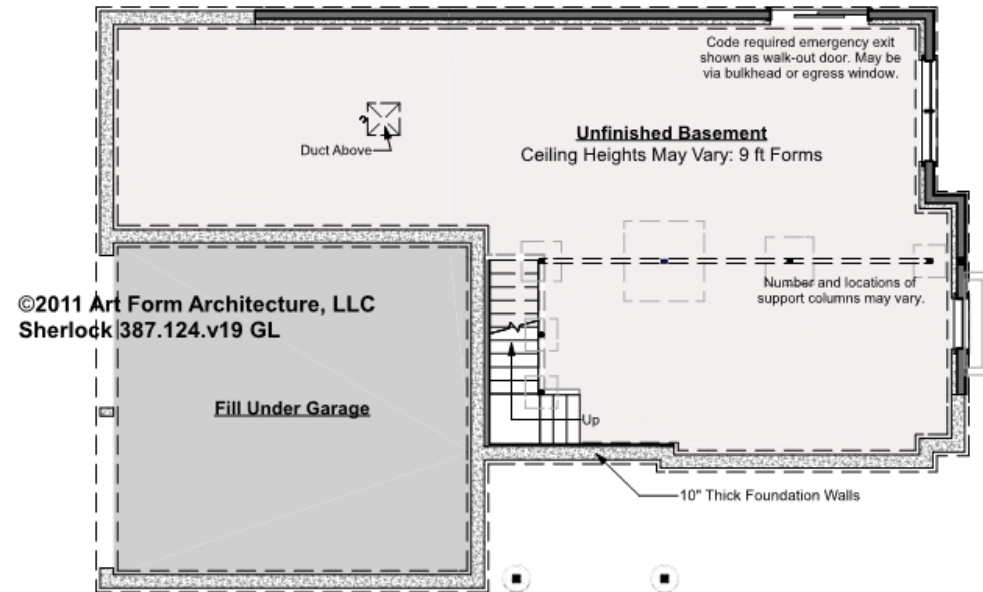 Code required emergency exit
shown as walk-out door. May be
via bulkhead or egress window.
Duct Above
Unfinished Basement
Ceiling Heights May Vary: 9 ft Forms
Number and locations of
support columns may vary.
©2011 Art Form Architecture, LLC
Sherlock 387.124.v19 GL
Fill Under Garage
Up
10" Thick Foundation Walls